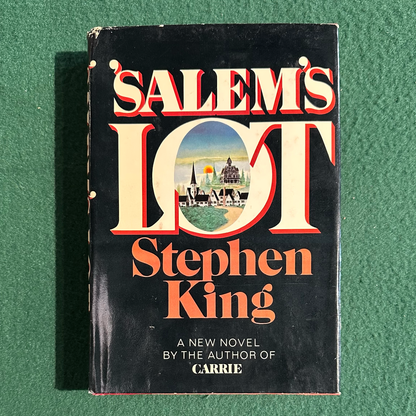 'SALEM'S
LOT
Stephen
King
A NEW NOVEL
BY THE AUTHOR OF
CARRIE